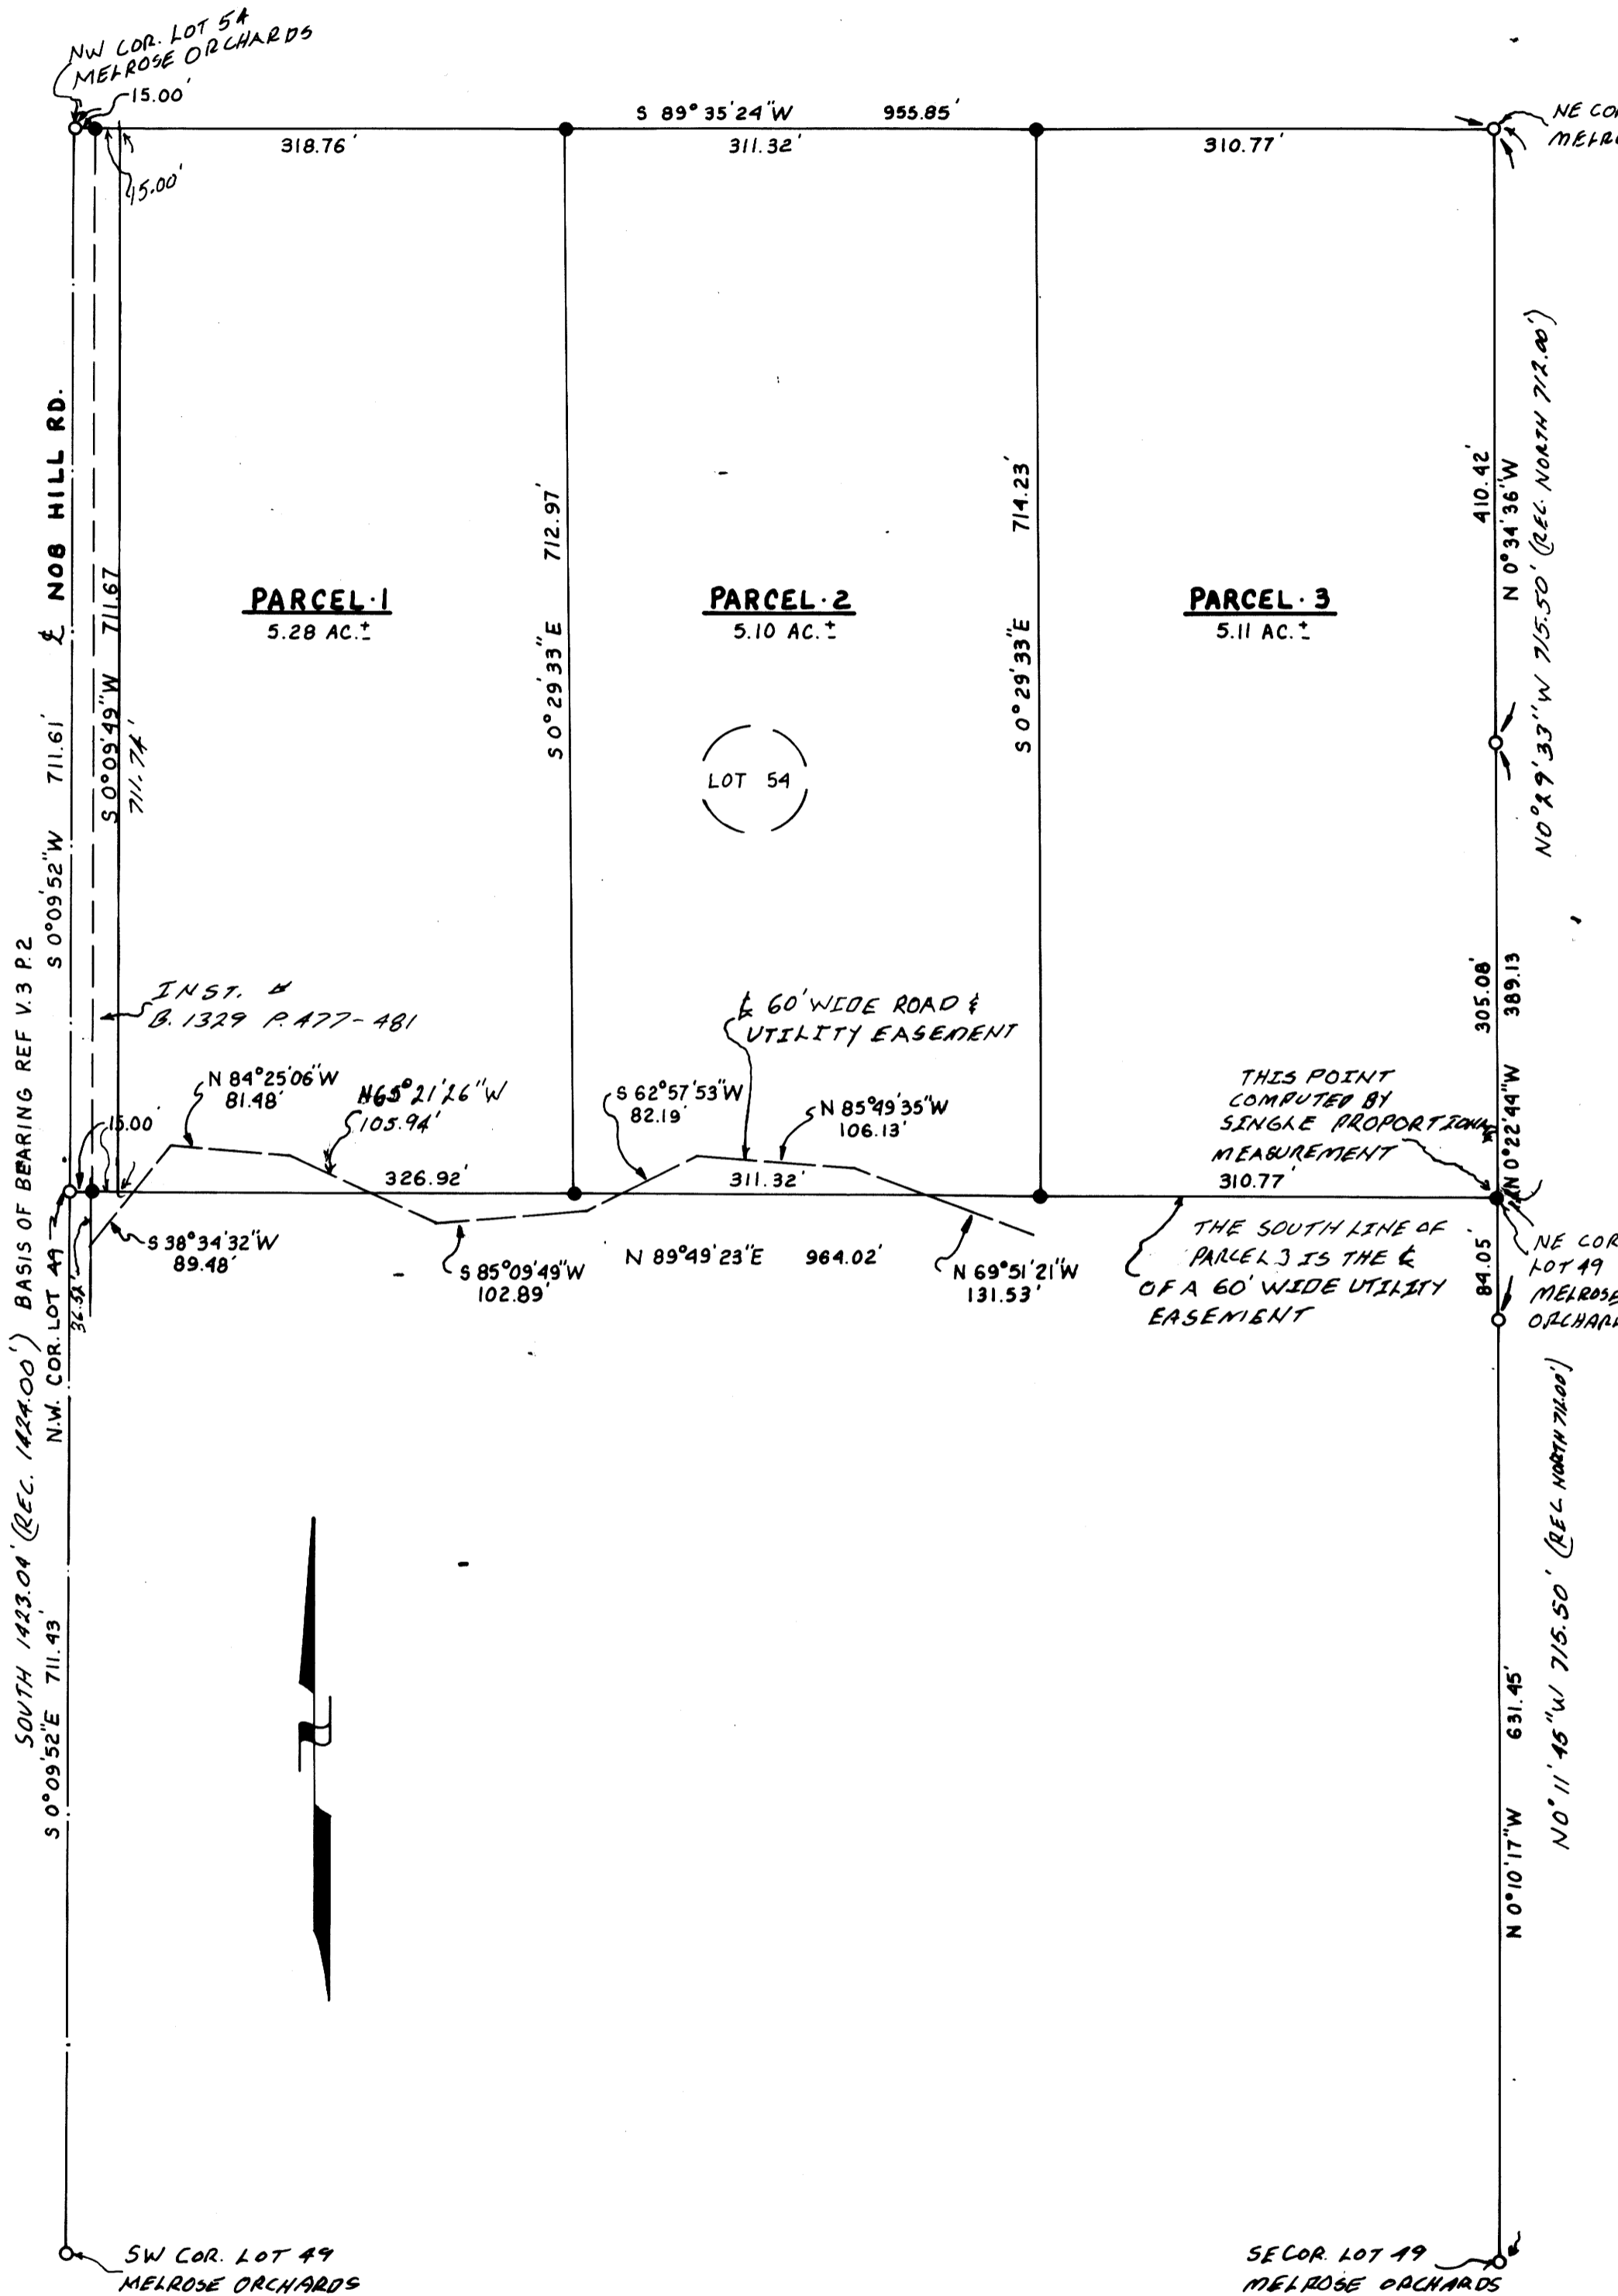 NW COR. LOT 54
MELROSE ORCHARDS
15.00'
S 89°35'24"W 955.85'
NE COR
MELRO
318.76'
311.32'
310.77'
15.00'
℄ NOB HILL RD.
S 0°09'52"W 711.61'
S 0°09'49"W 711.67
711.74'
PARCEL·1
5.28 AC.±
S 0°29'33"E 712.97'
PARCEL·2
5.10 AC.±
S 0°29'33"E 714.23'
PARCEL·3
5.11 AC.±
410.42'
N 0°34'36"W
N0°29'33"W 715.50' (REC. NORTH 712.00')
LOT 54
305.08'
389.13
N 0°22'44"W
BASIS OF BEARING REF V.3 P.2
SOUTH 1423.04' (REC. 1424.00')
INST. #
B. 1329 P. 477-481
℄ 60' WIDE ROAD &
UTILITY EASEMENT
N 84°25'06"W
81.48'
N65°21'26"W
105.94'
S 62°57'53"W
82.19'
N 85°49'35"W
106.13'
THIS POINT
COMPUTED BY
SINGLE PROPORTIONAL
MEASUREMENT
15.00'
326.92'
311.32'
310.77'
N.W. COR. LOT 49
36.52'
S 38°34'32"W
89.48'
S 85°09'49"W
102.89'
N 89°49'23"E 964.02'
N 69°51'21"W
131.53'
THE SOUTH LINE OF
PARCEL 3 IS THE ℄
OF A 60' WIDE UTILITY
EASEMENT
84.05'
NE COR
LOT 49
MELROSE
ORCHAR
S 0°09'52"E 711.43'
N 0°10'17"W 631.45'
N0°11'45"W 715.50' (REC NORTH 712.00')
SW COR. LOT 49
MELROSE ORCHARDS
SE COR. LOT 49
MELROSE ORCHARDS